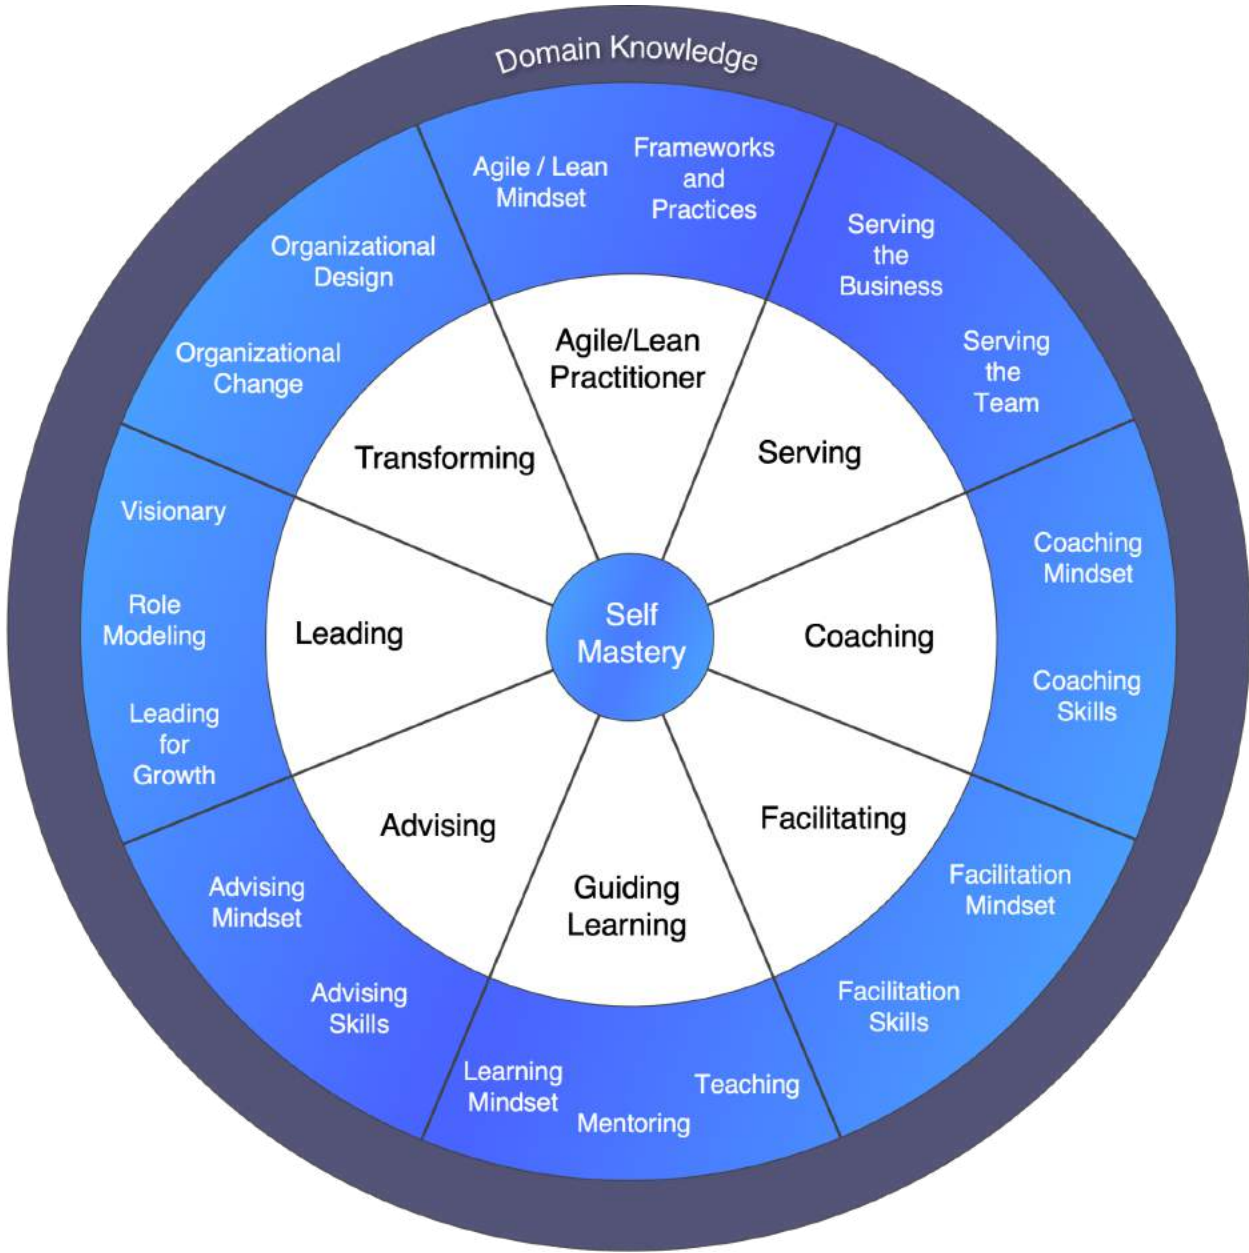 Domain Knowledge
Agile / Lean
Mindset
Frameworks
and
Practices
Serving
the
Business
Serving
the
Team
Coaching
Mindset
Coaching
Skills
Facilitation
Mindset
Facilitation
Skills
Teaching
Mentoring
Learning
Mindset
Advising
Skills
Advising
Mindset
Leading
for
Growth
Role
Modeling
Visionary
Organizational
Change
Organizational
Design
Agile/Lean
Practitioner
Serving
Coaching
Facilitating
Guiding
Learning
Advising
Leading
Transforming
Self
Mastery